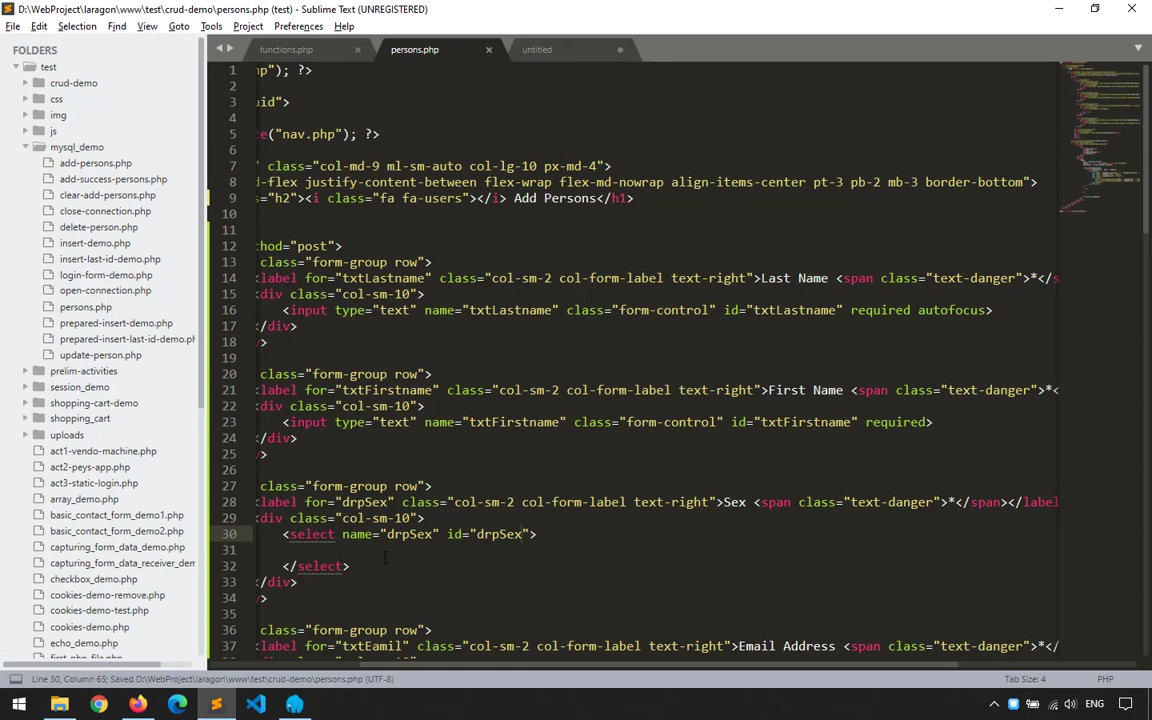 D:\WebProject\laragon\www\test\crud-demo\persons.php (test) - Sublime Text (UNREGISTERED)
File Edit Selection Find View Goto Tools Project Preferences Help
FOLDERS
test
crud-demo
css
img
js
mysql_demo
add-persons.php
add-success-persons.php
clear-add-persons.php
close-connection.php
delete-person.php
insert-demo.php
insert-last-id-demo.php
login-form-demo.php
open-connection.php
persons.php
prepared-insert-demo.php
prepared-insert-last-id-demo.ph
update-person.php
prelim-activities
session_demo
shopping-cart-demo
shopping_cart
uploads
act1-vendo-machine.php
act2-peys-app.php
act3-static-login.php
array_demo.php
basic_contact_form_demo1.php
basic_contact_form_demo2.php
capturing_form_data_demo.php
capturing_form_data_receiver_dem
checkbox_demo.php
cookies-demo-remove.php
cookies-demo-test.php
cookies-demo.php
echo_demo.php
functions.php persons.php untitled
1 p"); ?>
2
3 uid">
4
5 e("nav.php"); ?>
6
7 " class="col-md-9 ml-sm-auto col-lg-10 px-md-4">
8 d-flex justify-content-between flex-wrap flex-md-nowrap align-items-center pt-3 pb-2 mb-3 border-bottom">
9 s="h2"><i class="fa fa-users"></i> Add Persons</h1>
10
11
12 thod="post">
13 class="form-group row">
14 <label for="txtLastname" class="col-sm-2 col-form-label text-right">Last Name <span class="text-danger">*</s
15 <div class="col-sm-10">
16 <input type="text" name="txtLastname" class="form-control" id="txtLastname" required autofocus>
17 </div>
18 />
19
20 class="form-group row">
21 <label for="txtFirstname" class="col-sm-2 col-form-label text-right">First Name <span class="text-danger">*<
22 <div class="col-sm-10">
23 <input type="text" name="txtFirstname" class="form-control" id="txtFirstname" required>
24 </div>
25 />
26
27 class="form-group row">
28 <label for="drpSex" class="col-sm-2 col-form-label text-right">Sex <span class="text-danger">*</span></label
29 <div class="col-sm-10">
30 <select name="drpSex" id="drpSex">
31
32 </select>
33 </div>
34 />
35
36 class="form-group row">
37 <label for="txtEamil" class="col-sm-2 col-form-label text-right">Email Address <span class="text-danger">*</
Line 30, Column 65; Saved D:\WebProject\laragon\www\test\crud-demo\persons.php (UTF-8) Tab Size: 4 PHP
ENG